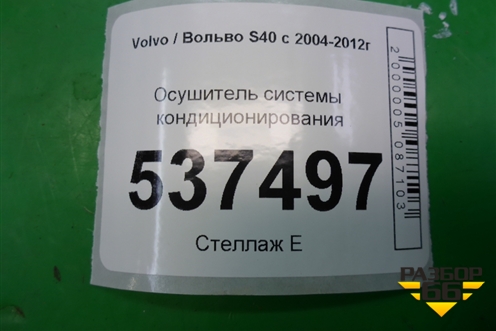 Volvo / Вольво S40 с 2004-2012г
Осушитель системы
кондиционирования
537497
Стеллаж Е
2000005087103
РАЗБОР
66